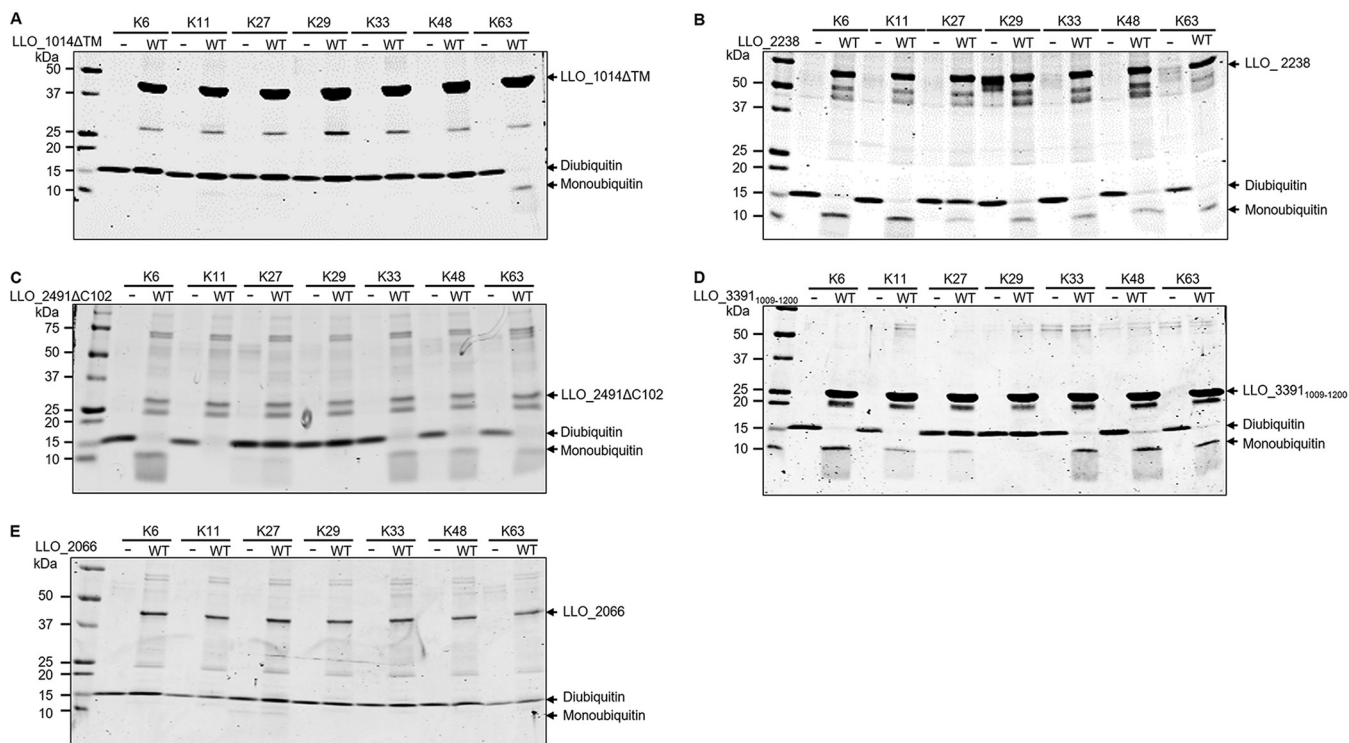 A
K6 K11 K27 K29 K33 K48 K63
LLO_1014ΔTM - WT - WT - WT - WT - WT - WT - WT
kDa
50
37
25
20
15
10
LLO_1014ΔTM
Diubiquitin
Monoubiquitin
B
K6 K11 K27 K29 K33 K48 K63
LLO_2238 - WT - WT - WT - WT - WT - WT - WT
kDa
50
37
25
20
15
10
LLO_2238
Diubiquitin
Monoubiquitin
C
K6 K11 K27 K29 K33 K48 K63
LLO_2491ΔC102 - WT - WT - WT - WT - WT - WT - WT
kDa
75
50
25
20
15
10
LLO_2491ΔC102
Diubiquitin
Monoubiquitin
D
K6 K11 K27 K29 K33 K48 K63
LLO_33911009-1200 - WT - WT - WT - WT - WT - WT - WT
kDa
50
37
25
20
15
10
LLO_33911009-1200
Diubiquitin
Monoubiquitin
E
K6 K11 K27 K29 K33 K48 K63
LLO_2066 - WT - WT - WT - WT - WT - WT - WT
kDa
50
37
25
20
15
10
LLO_2066
Diubiquitin
Monoubiquitin